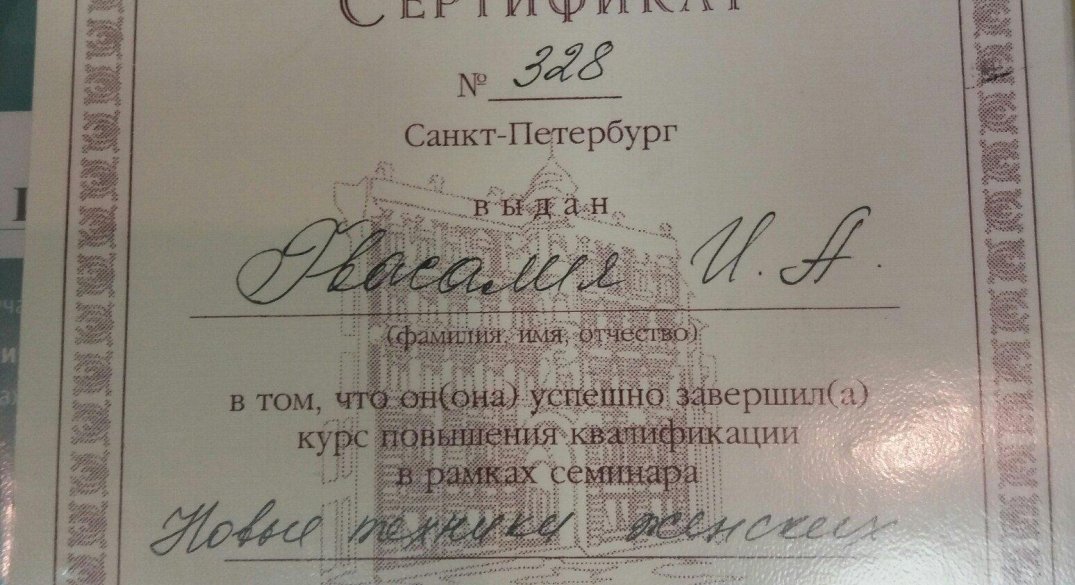 Сертификат
№ 328
Санкт-Петербург
выдан
Гвасалия И. А.
(фамилия, имя, отчество)
в том, что он(она) успешно завершил(а)
курс повышения квалификации
в рамках семинара
Новые техники женских